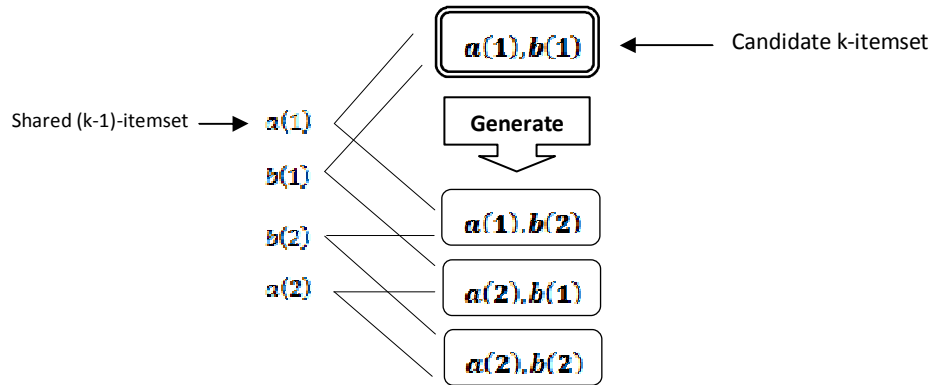 a(1),b(1)
Candidate k-itemset
Shared (k-1)-itemset
a(1)
Generate
b(1)
a(1),b(2)
b(2)
a(2)
a(2),b(1)
a(2),b(2)